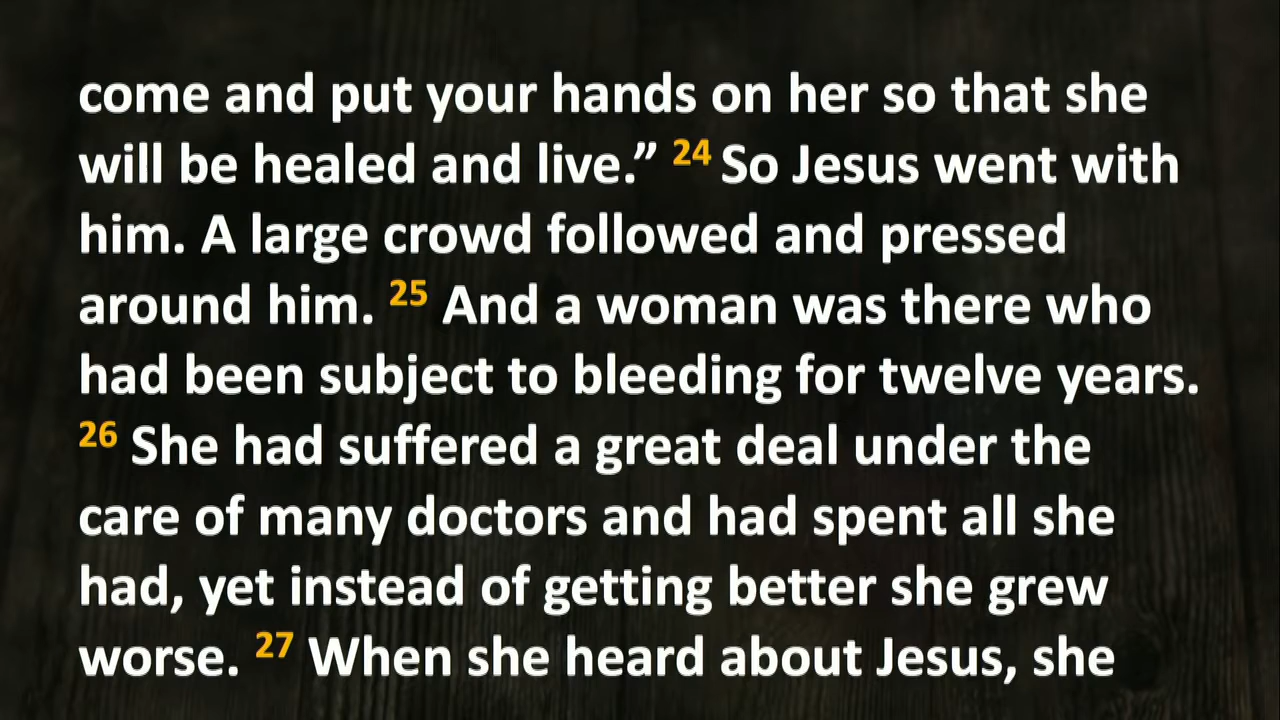 come and put your hands on her so that she
will be healed and live.” 24 So Jesus went with
him. A large crowd followed and pressed
around him. 25 And a woman was there who
had been subject to bleeding for twelve years.
26 She had suffered a great deal under the
care of many doctors and had spent all she
had, yet instead of getting better she grew
worse. 27 When she heard about Jesus, she